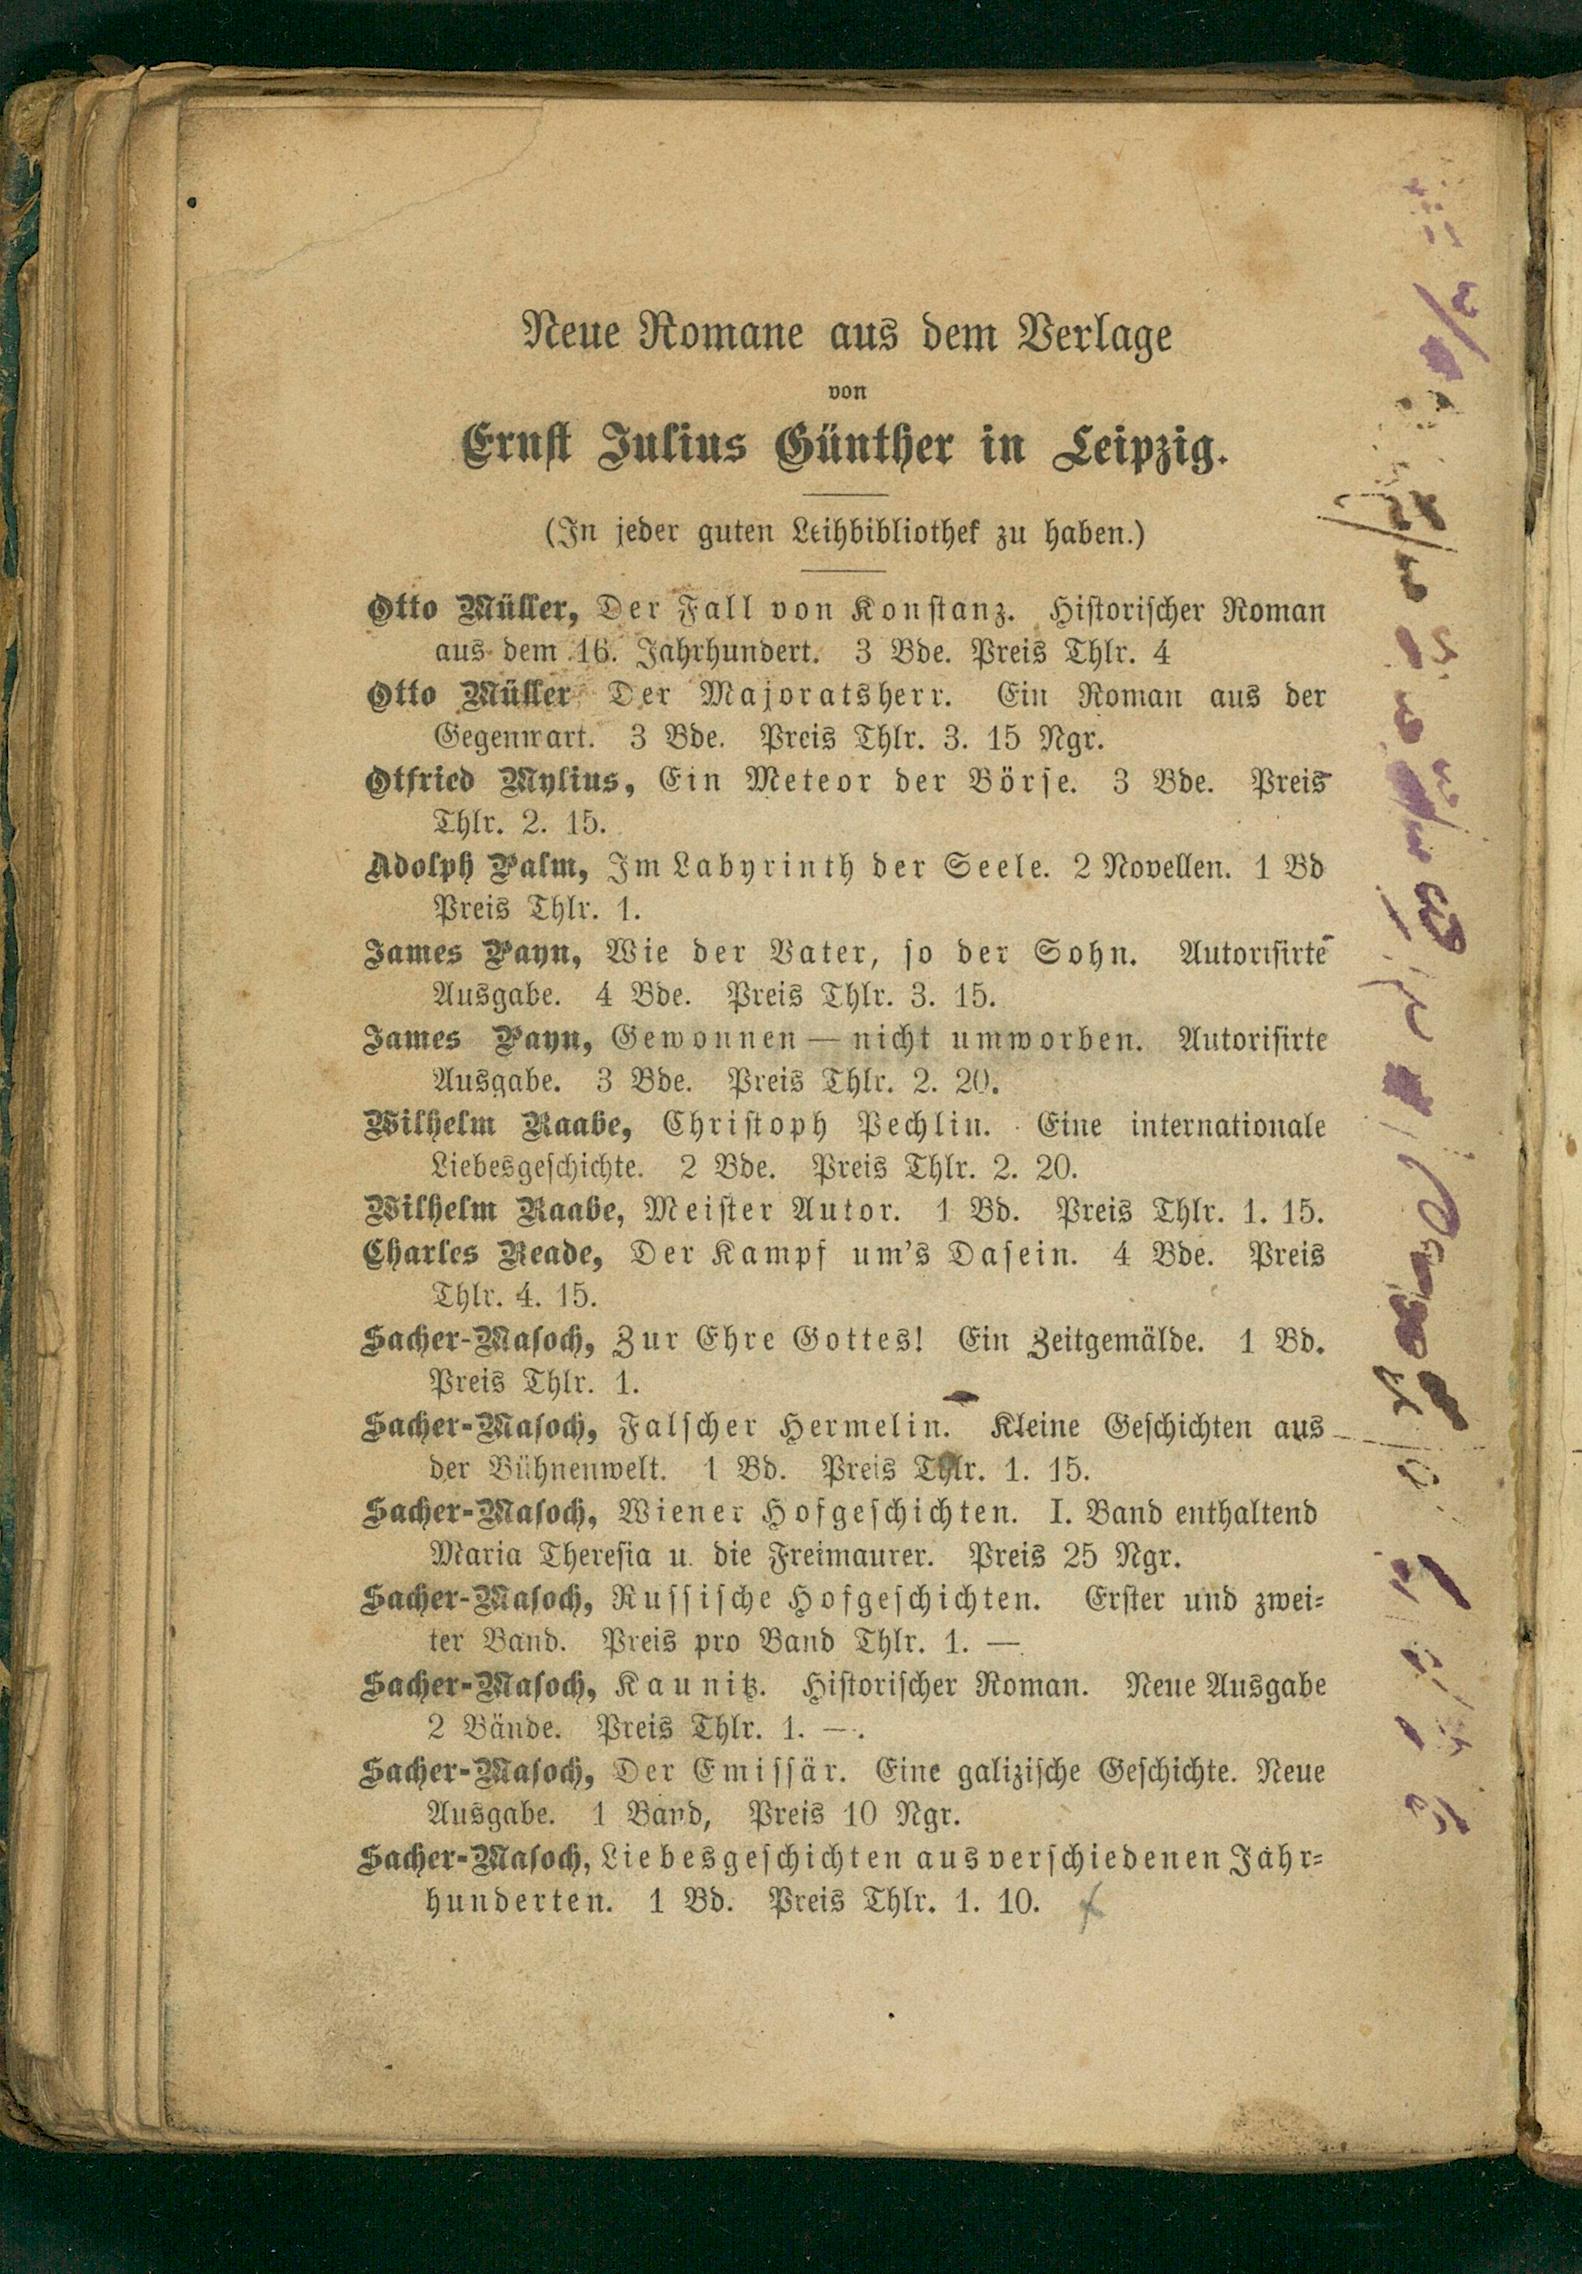 Neue Romane aus dem Verlage
von
Ernst Julius Günther in Leipzig.
(In jeder guten Leihbibliothek zu haben.)
Otto Müller, Der Fall von Konstanz. Historischer Roman
aus dem 16. Jahrhundert. 3 Bde. Preis Thlr. 4
Otto Müller Der Majoratsherr. Ein Roman aus der
Gegenwart. 3 Bde. Preis Thlr. 3. 15 Ngr.
Otfried Mylius, Ein Meteor der Börse. 3 Bde. Preis
Thlr. 2. 15.
Adolph Palm, Im Labyrinth der Seele. 2 Novellen. 1 Bd
Preis Thlr. 1.
James Payn, Wie der Vater, so der Sohn. Autorisirte
Ausgabe. 4 Bde. Preis Thlr. 3. 15.
James Payn, Gewonnen — nicht umworben. Autorisirte
Ausgabe. 3 Bde. Preis Thlr. 2. 20.
Wilhelm Raabe, Christoph Pechlin. Eine internationale
Liebesgeschichte. 2 Bde. Preis Thlr. 2. 20.
Wilhelm Raabe, Meister Autor. 1 Bd. Preis Thlr. 1. 15.
Charles Reade, Der Kampf um's Dasein. 4 Bde. Preis
Thlr. 4. 15.
Sacher-Masoch, Zur Ehre Gottes! Ein Zeitgemälde. 1 Bd.
Preis Thlr. 1.
Sacher-Masoch, Falscher Hermelin. Kleine Geschichten aus
der Bühnenwelt. 1 Bd. Preis Thlr. 1. 15.
Sacher-Masoch, Wiener Hofgeschichten. I. Band enthaltend
Maria Theresia u. die Freimaurer. Preis 25 Ngr.
Sacher-Masoch, Russische Hofgeschichten. Erster und zwei-
ter Band. Preis pro Band Thlr. 1. —
Sacher-Masoch, Kaunitz. Historischer Roman. Neue Ausgabe
2 Bände. Preis Thlr. 1. —.
Sacher-Masoch, Der Emissär. Eine galizische Geschichte. Neue
Ausgabe. 1 Band, Preis 10 Ngr.
Sacher-Masoch, Liebesgeschichten aus verschiedenen Jahr-
hunderten. 1 Bd. Preis Thlr. 1. 10.